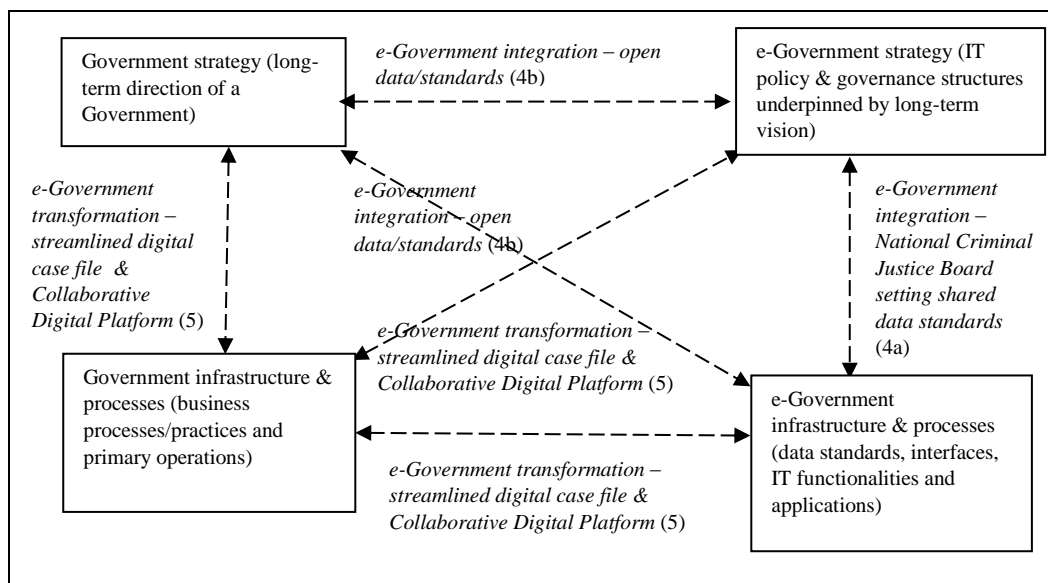 Government strategy (long-
term direction of a
Government)
e-Government integration – open
data/standards (4b)
e-Government strategy (IT
policy & governance structures
underpinned by long-term
vision)
e-Government
transformation –
streamlined digital
case file  &
Collaborative
Digital Platform (5)
e-Government
integration – open
data/standards (4b)
e-Government
integration –
National Criminal
Justice Board
setting shared
data standards
(4a)
e-Government transformation –
streamlined digital case file &
Collaborative Digital Platform (5)
Government infrastructure &
processes (business
processes/practices and
primary operations)
e-Government
infrastructure & processes
(data standards, interfaces,
IT functionalities and
applications)
e-Government transformation –
streamlined digital case file &
Collaborative Digital Platform (5)